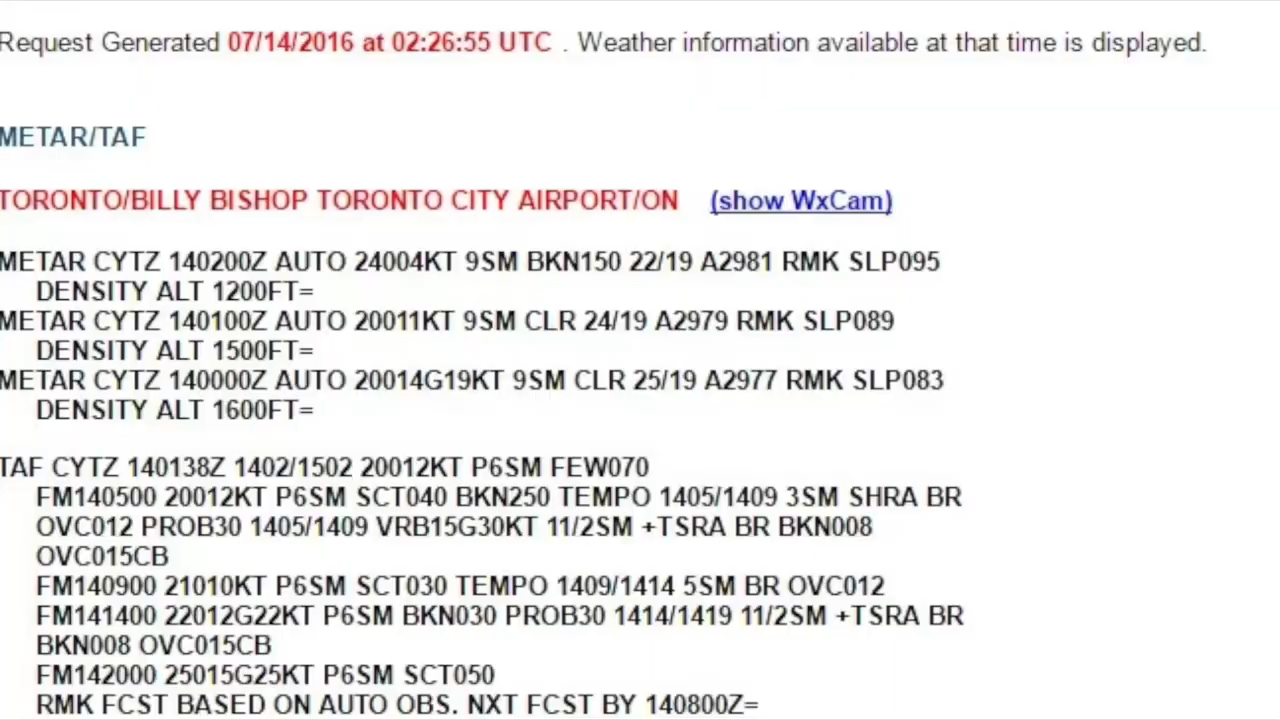 Request Generated 07/14/2016 at 02:26:55 UTC . Weather information available at that time is displayed.
METAR/TAF
TORONTO/BILLY BISHOP TORONTO CITY AIRPORT/ON (show WxCam)
METAR CYTZ 140200Z AUTO 24004KT 9SM BKN150 22/19 A2981 RMK SLP095
DENSITY ALT 1200FT=
METAR CYTZ 140100Z AUTO 20011KT 9SM CLR 24/19 A2979 RMK SLP089
DENSITY ALT 1500FT=
METAR CYTZ 140000Z AUTO 20014G19KT 9SM CLR 25/19 A2977 RMK SLP083
DENSITY ALT 1600FT=
TAF CYTZ 140138Z 1402/1502 20012KT P6SM FEW070
FM140500 20012KT P6SM SCT040 BKN250 TEMPO 1405/1409 3SM SHRA BR
OVC012 PROB30 1405/1409 VRB15G30KT 11/2SM +TSRA BR BKN008
OVC015CB
FM140900 21010KT P6SM SCT030 TEMPO 1409/1414 5SM BR OVC012
FM141400 22012G22KT P6SM BKN030 PROB30 1414/1419 11/2SM +TSRA BR
BKN008 OVC015CB
FM142000 25015G25KT P6SM SCT050
RMK FCST BASED ON AUTO OBS. NXT FCST BY 140800Z=